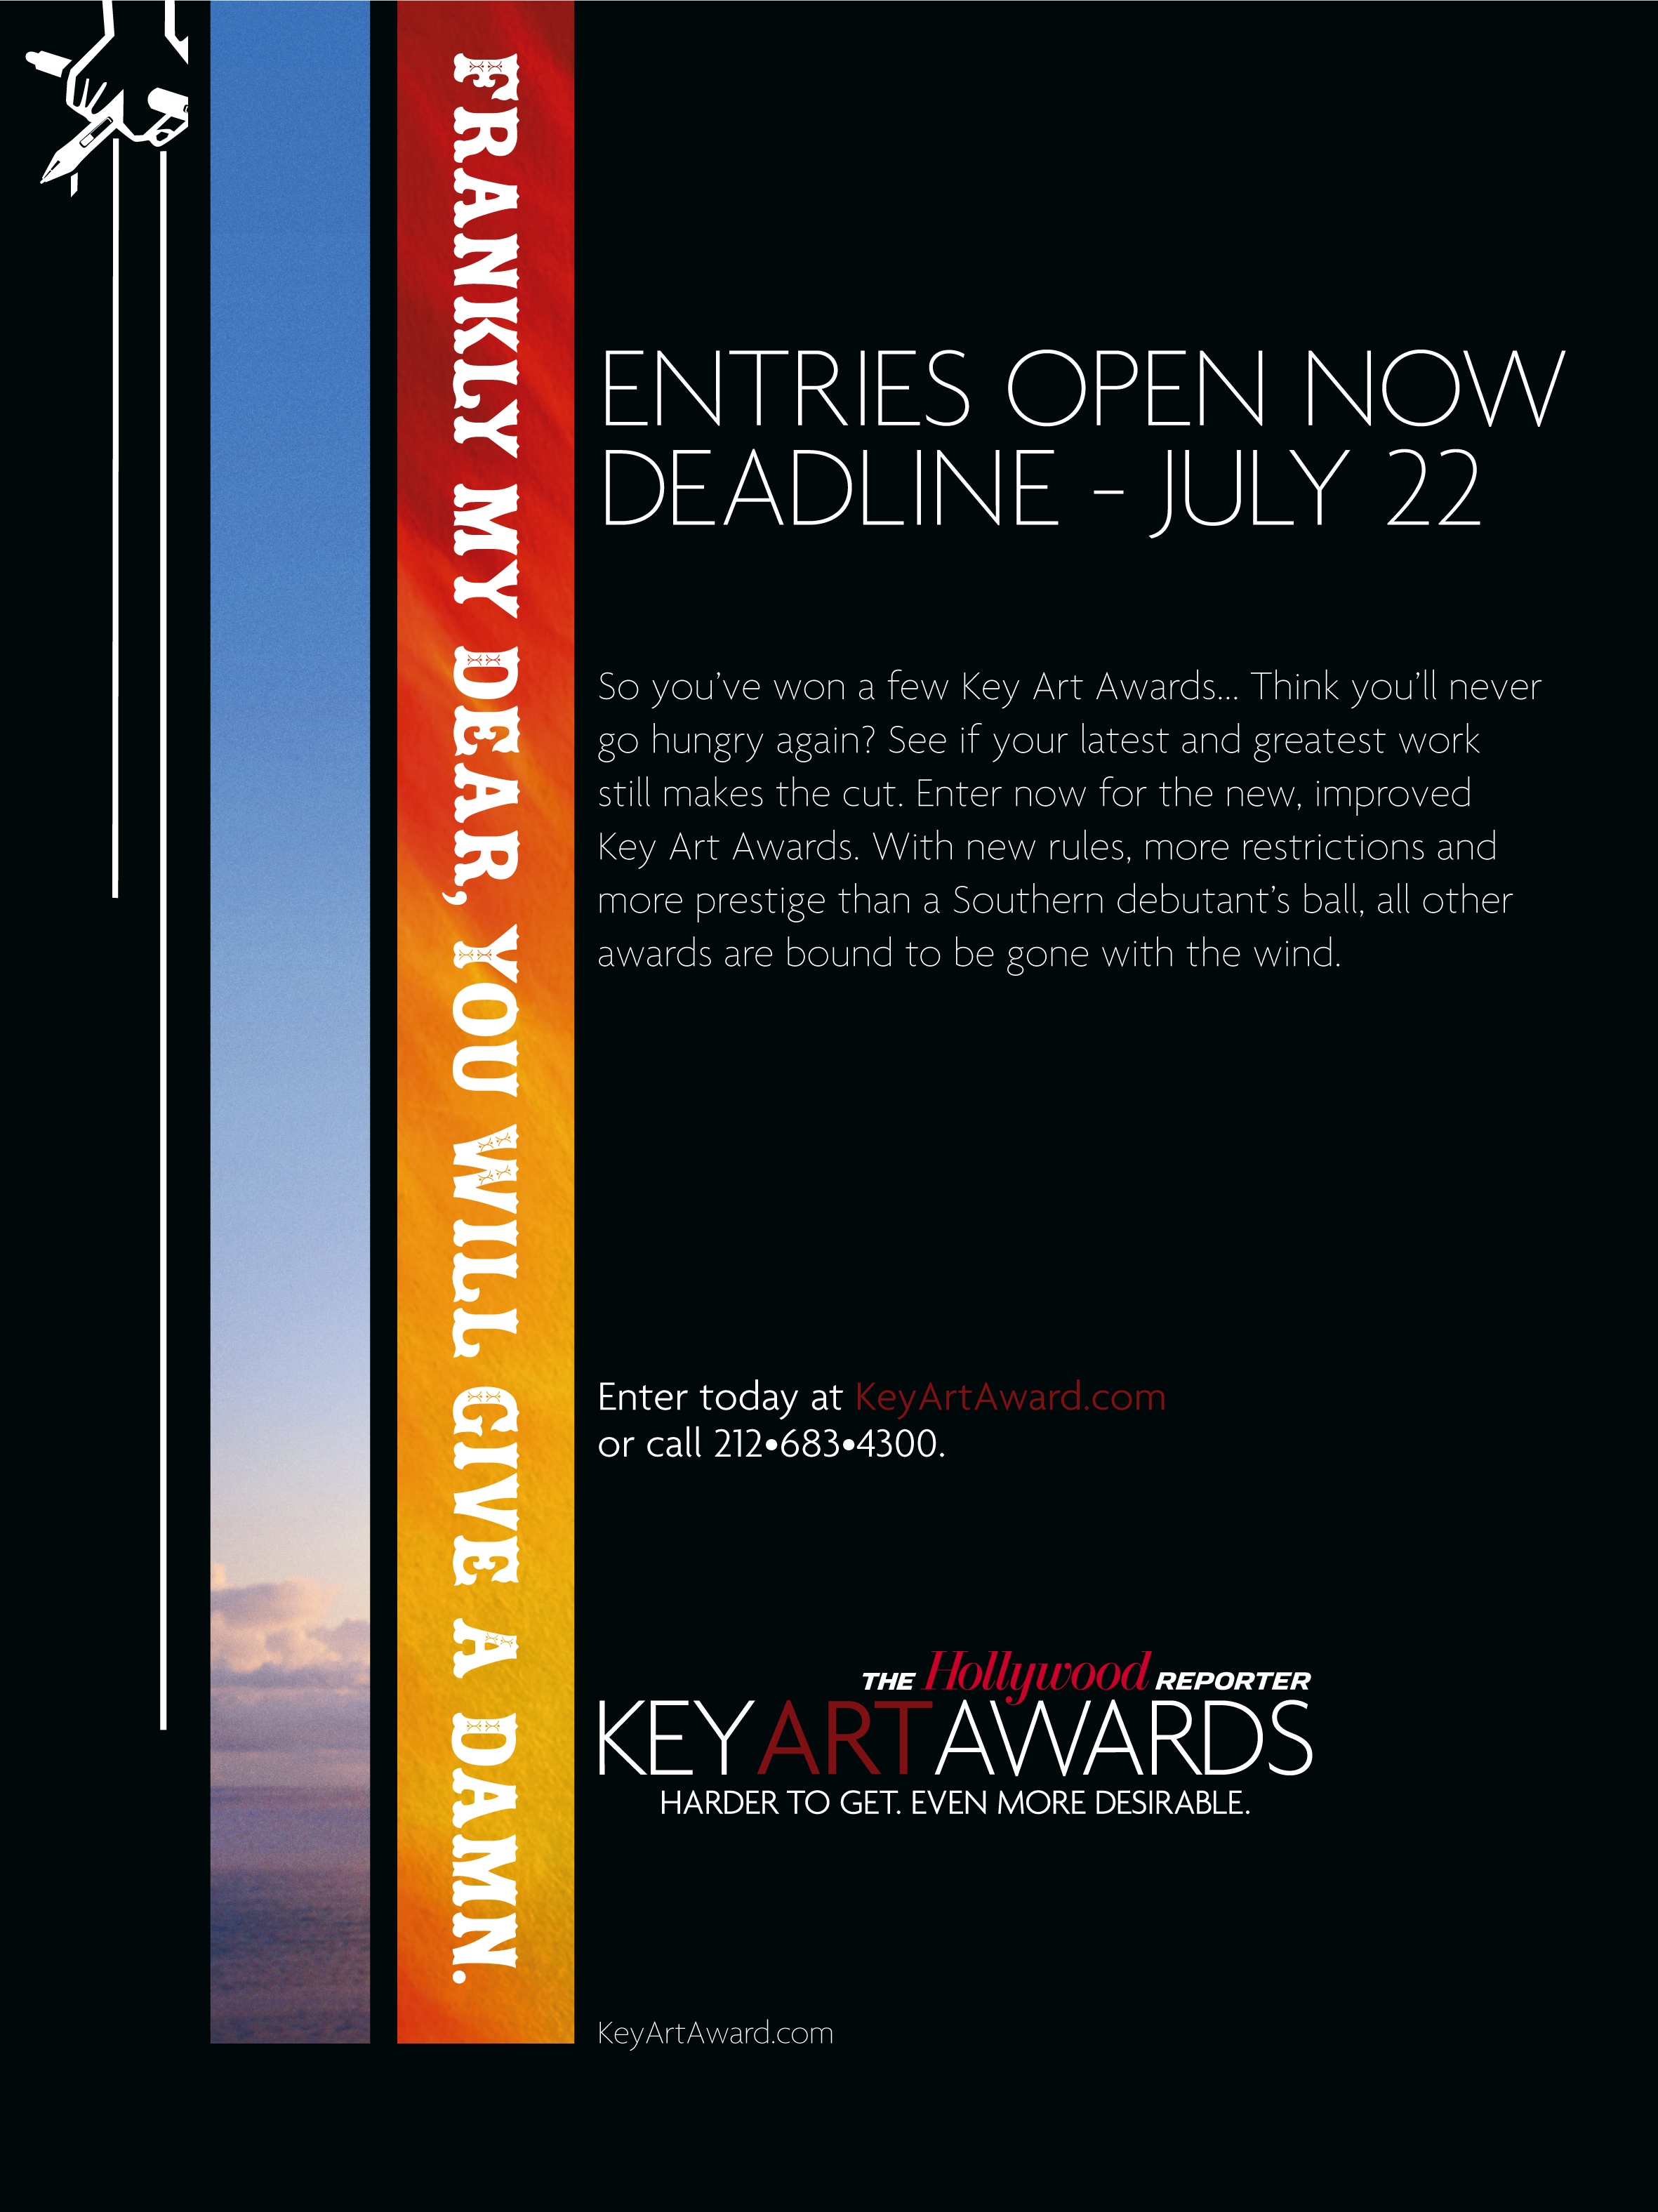 FRANKLY MY DEAR, YOU WILL GIVE A DAMN.
ENTRIES OPEN NOW
DEADLINE - JULY 22
So you’ve won a few Key Art Awards... Think you’ll never
go hungry again? See if your latest and greatest work
still makes the cut. Enter now for the new, improved
Key Art Awards. With new rules, more restrictions and
more prestige than a Southern debutant’s ball, all other
awards are bound to be gone with the wind.
Enter today at KeyArtAward.com
or call 212•683•4300.
THE Hollywood REPORTER
KEYARTAWARDS
HARDER TO GET. EVEN MORE DESIRABLE.
KeyArtAward.com